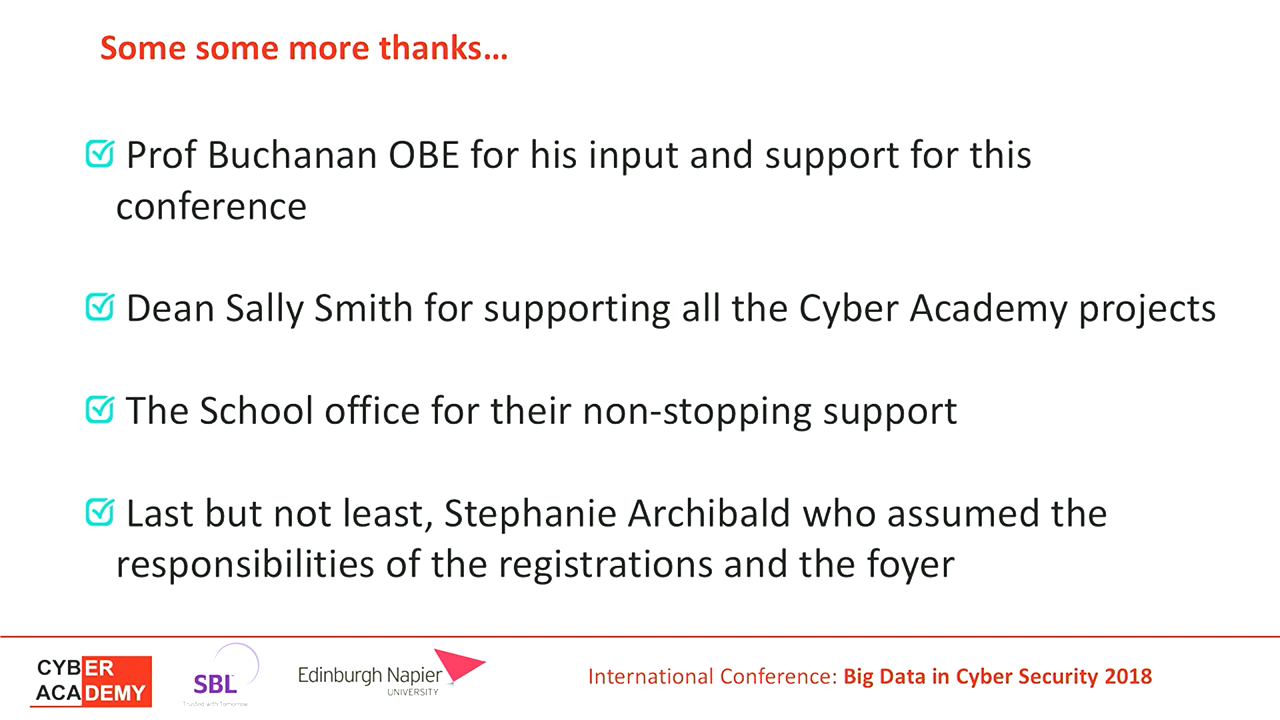 Some some more thanks…
Prof Buchanan OBE for his input and support for this
conference
Dean Sally Smith for supporting all the Cyber Academy projects
The School office for their non-stopping support
Last but not least, Stephanie Archibald who assumed the
responsibilities of the registrations and the foyer
CYBER
ACADEMY
SBL
Trusted with Tomorrow
Edinburgh Napier
UNIVERSITY
International Conference: Big Data in Cyber Security 2018